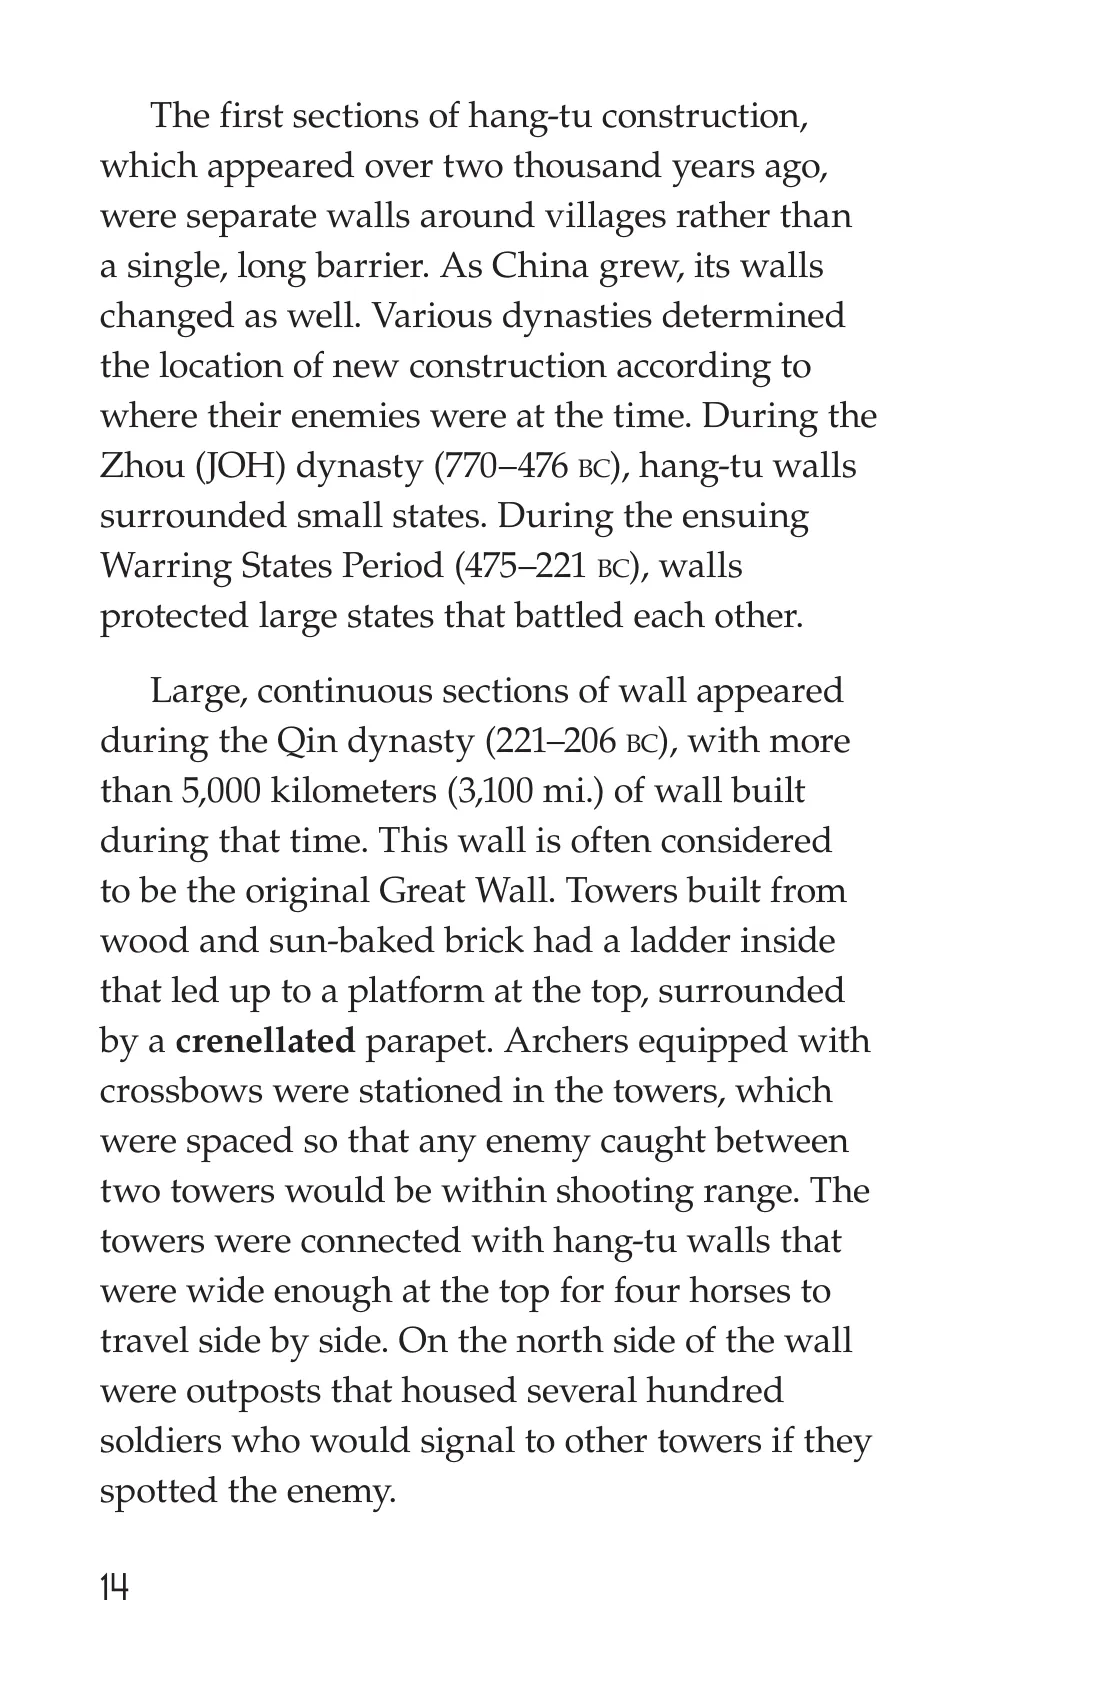 The first sections of hang-tu construction,
which appeared over two thousand years ago,
were separate walls around villages rather than
a single, long barrier. As China grew, its walls
changed as well. Various dynasties determined
the location of new construction according to
where their enemies were at the time. During the
Zhou (JOH) dynasty (770–476 BC), hang-tu walls
surrounded small states. During the ensuing
Warring States Period (475–221 BC), walls
protected large states that battled each other.
Large, continuous sections of wall appeared
during the Qin dynasty (221–206 BC), with more
than 5,000 kilometers (3,100 mi.) of wall built
during that time. This wall is often considered
to be the original Great Wall. Towers built from
wood and sun-baked brick had a ladder inside
that led up to a platform at the top, surrounded
by a crenellated parapet. Archers equipped with
crossbows were stationed in the towers, which
were spaced so that any enemy caught between
two towers would be within shooting range. The
towers were connected with hang-tu walls that
were wide enough at the top for four horses to
travel side by side. On the north side of the wall
were outposts that housed several hundred
soldiers who would signal to other towers if they
spotted the enemy.
14